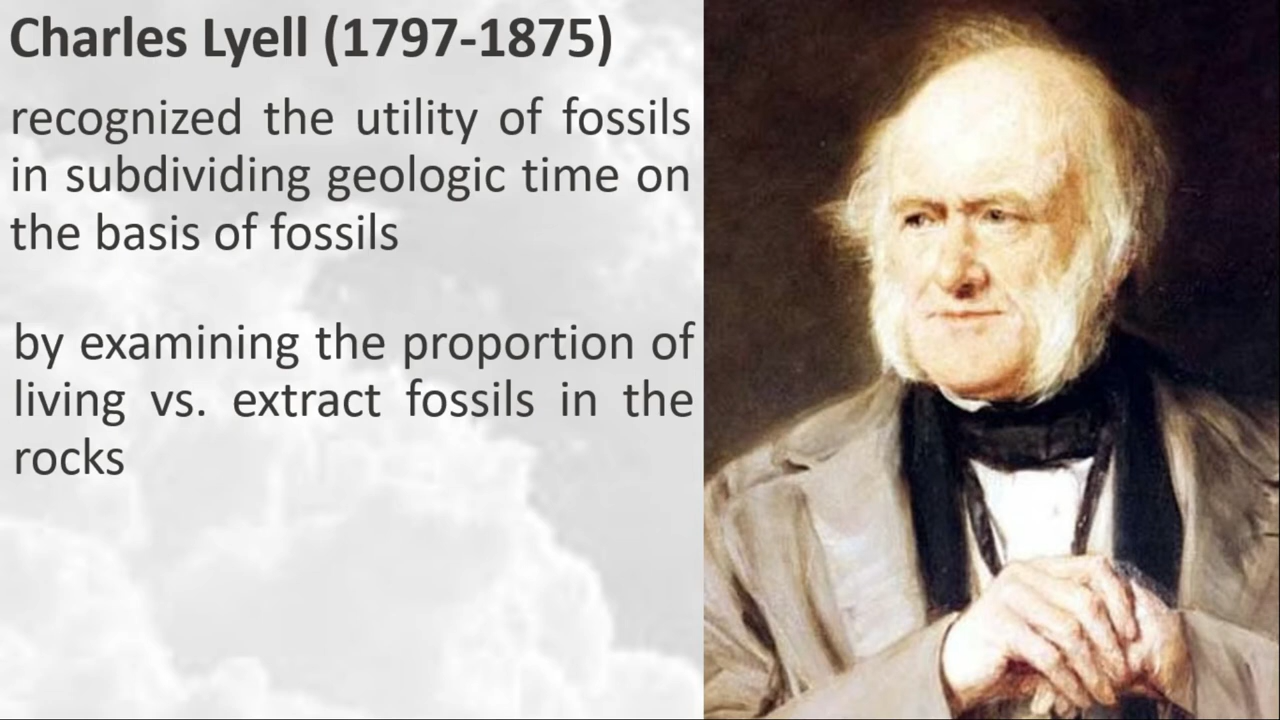 Charles Lyell (1797-1875)
recognized the utility of fossils
in subdividing geologic time on
the basis of fossils
by examining the proportion of
living vs. extract fossils in the
rocks